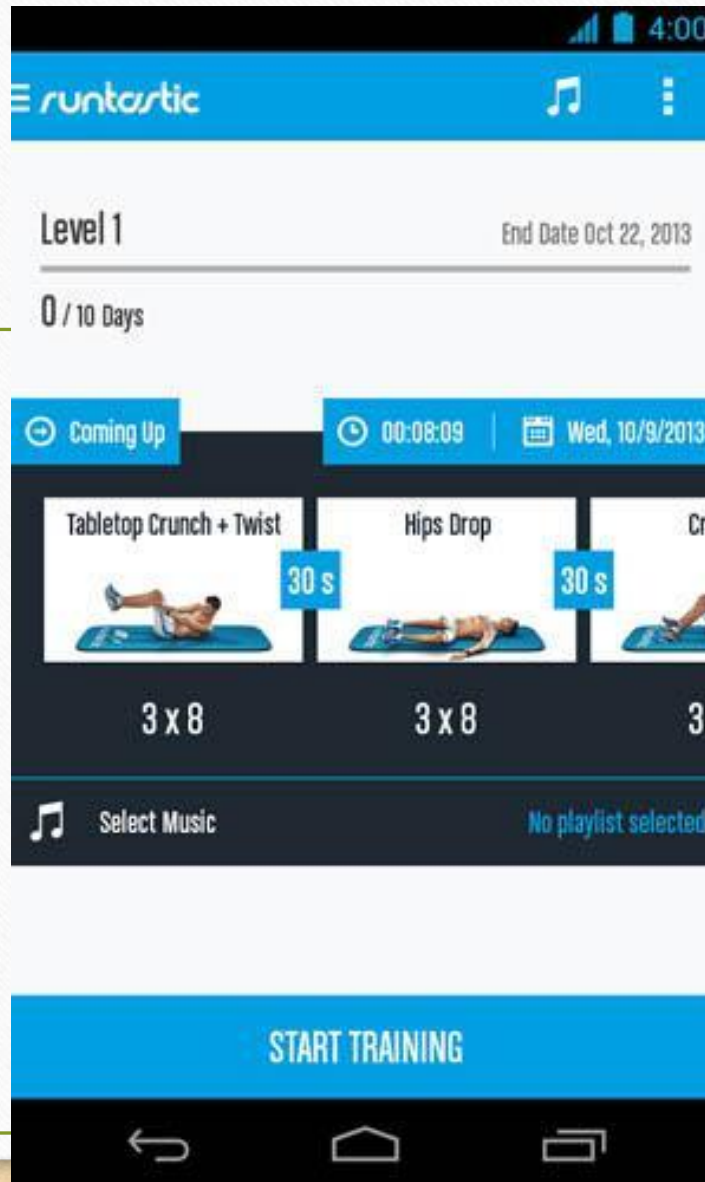 4:00
runtastic
Level 1 End Date Oct 22, 2013
0 / 10 Days
Coming Up 00:08:09 Wed, 10/9/2013
Tabletop Crunch + Twist Hips Drop Cr
30 s 30 s
3 x 8 3 x 8 3
Select Music No playlist selected
START TRAINING